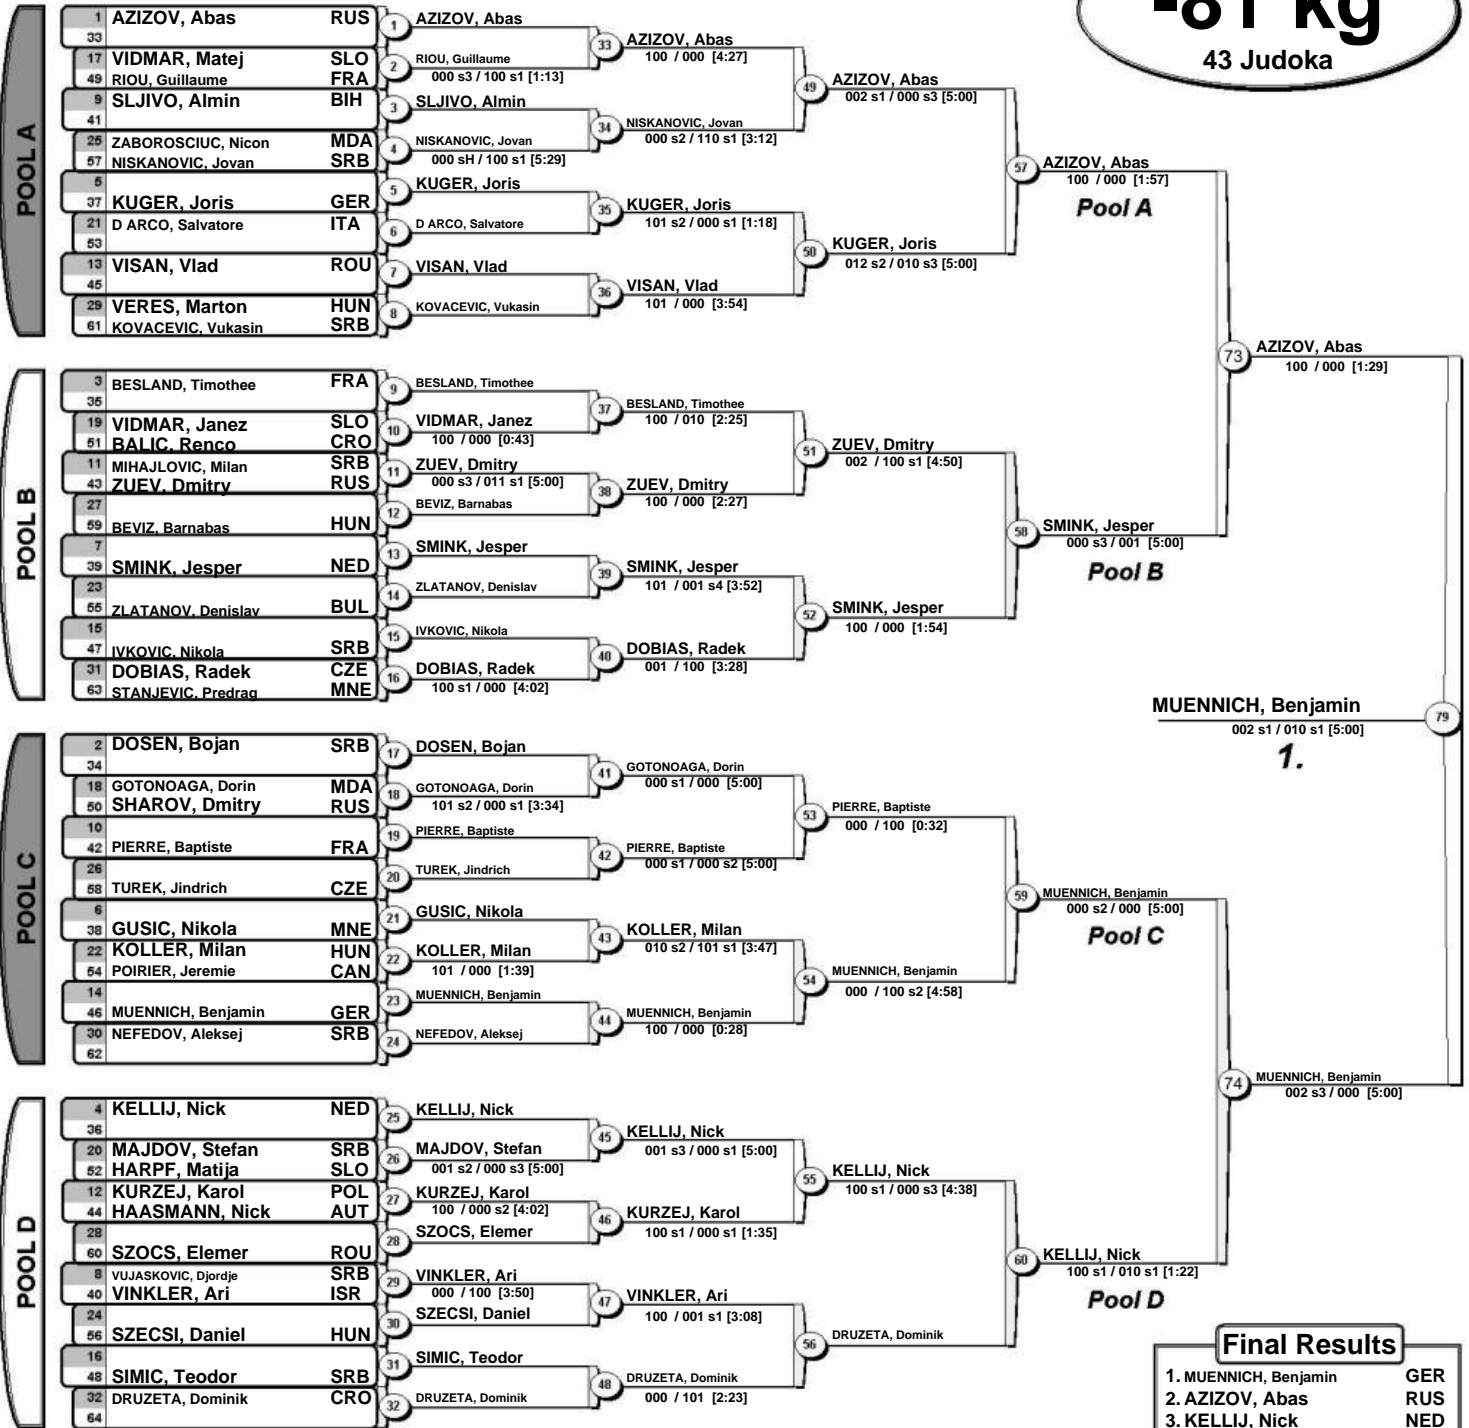 -81 kg
43 Judoka
POOL A
1 AZIZOV, Abas RUS
33
17 VIDMAR, Matej SLO
49 RIOU, Guillaume FRA
9 SLJIVO, Almin BIH
41
25 ZABOROSCIUC, Nicon MDA
57 NISKANOVIC, Jovan SRB
5
37 KUGER, Joris GER
21 D ARCO, Salvatore ITA
53
13 VISAN, Vlad ROU
45
29 VERES, Marton HUN
61 KOVACEVIC, Vukasin SRB
1 AZIZOV, Abas
2 RIOU, Guillaume
000 s3 / 100 s1 [1:13]
3 SLJIVO, Almin
4 NISKANOVIC, Jovan
000 sH / 100 s1 [5:29]
5 KUGER, Joris
6 D ARCO, Salvatore
7 VISAN, Vlad
8 KOVACEVIC, Vukasin
33 AZIZOV, Abas
100 / 000 [4:27]
34 NISKANOVIC, Jovan
000 s2 / 110 s1 [3:12]
35 KUGER, Joris
101 s2 / 000 s1 [1:18]
36 VISAN, Vlad
101 / 000 [3:54]
49 AZIZOV, Abas
002 s1 / 000 s3 [5:00]
50 KUGER, Joris
012 s2 / 010 s3 [5:00]
57 AZIZOV, Abas
100 / 000 [1:57]
Pool A
POOL B
3 BESLAND, Timothee FRA
35
19 VIDMAR, Janez SLO
51 BALIC, Renco CRO
11 MIHAJLOVIC, Milan SRB
43 ZUEV, Dmitry RUS
27
59 BEVIZ, Barnabas HUN
7
39 SMINK, Jesper NED
23
55 ZLATANOV, Denislav BUL
15
47 IVKOVIC, Nikola SRB
31 DOBIAS, Radek CZE
63 STANJEVIC, Predrag MNE
9 BESLAND, Timothee
10 VIDMAR, Janez
100 / 000 [0:43]
11 ZUEV, Dmitry
000 s3 / 011 s1 [5:00]
12 BEVIZ, Barnabas
13 SMINK, Jesper
14 ZLATANOV, Denislav
15 IVKOVIC, Nikola
16 DOBIAS, Radek
100 s1 / 000 [4:02]
37 BESLAND, Timothee
100 / 010 [2:25]
38 ZUEV, Dmitry
100 / 000 [2:27]
39 SMINK, Jesper
101 / 001 s4 [3:52]
40 DOBIAS, Radek
001 / 100 [3:28]
51 ZUEV, Dmitry
002 / 100 s1 [4:50]
52 SMINK, Jesper
100 / 000 [1:54]
58 SMINK, Jesper
000 s3 / 001 [5:00]
Pool B
73 AZIZOV, Abas
100 / 000 [1:29]
MUENNICH, Benjamin 79
002 s1 / 010 s1 [5:00]
1.
POOL C
2 DOSEN, Bojan SRB
34
18 GOTONOAGA, Dorin MDA
50 SHAROV, Dmitry RUS
10
42 PIERRE, Baptiste FRA
26
58 TUREK, Jindrich CZE
6
38 GUSIC, Nikola MNE
22 KOLLER, Milan HUN
54 POIRIER, Jeremie CAN
14
46 MUENNICH, Benjamin GER
30 NEFEDOV, Aleksej SRB
62
17 DOSEN, Bojan
18 GOTONOAGA, Dorin
101 s2 / 000 s1 [3:34]
19 PIERRE, Baptiste
20 TUREK, Jindrich
21 GUSIC, Nikola
22 KOLLER, Milan
101 / 000 [1:39]
23 MUENNICH, Benjamin
24 NEFEDOV, Aleksej
41 GOTONOAGA, Dorin
000 s1 / 000 [5:00]
42 PIERRE, Baptiste
000 s1 / 000 s2 [5:00]
43 KOLLER, Milan
010 s2 / 101 s1 [3:47]
44 MUENNICH, Benjamin
100 / 000 [0:28]
53 PIERRE, Baptiste
000 / 100 [0:32]
54 MUENNICH, Benjamin
000 / 100 s2 [4:58]
59 MUENNICH, Benjamin
000 s2 / 000 [5:00]
Pool C
POOL D
4 KELLIJ, Nick NED
36
20 MAJDOV, Stefan SRB
52 HARPF, Matija SLO
12 KURZEJ, Karol POL
44 HAASMANN, Nick AUT
28
60 SZOCS, Elemer ROU
8 VUJASKOVIC, Djordje SRB
40 VINKLER, Ari ISR
24
56 SZECSI, Daniel HUN
16
48 SIMIC, Teodor SRB
32 DRUZETA, Dominik CRO
64
25 KELLIJ, Nick
26 MAJDOV, Stefan
001 s2 / 000 s3 [5:00]
27 KURZEJ, Karol
100 / 000 s2 [4:02]
28 SZOCS, Elemer
29 VINKLER, Ari
000 / 100 [3:50]
30 SZECSI, Daniel
31 SIMIC, Teodor
32 DRUZETA, Dominik
45 KELLIJ, Nick
001 s3 / 000 s1 [5:00]
46 KURZEJ, Karol
100 s1 / 000 s1 [1:35]
47 VINKLER, Ari
100 / 001 s1 [3:08]
48 DRUZETA, Dominik
000 / 101 [2:23]
55 KELLIJ, Nick
100 s1 / 000 s3 [4:38]
56 DRUZETA, Dominik
60 KELLIJ, Nick
100 s1 / 010 s1 [1:22]
Pool D
74 MUENNICH, Benjamin
002 s3 / 000 [5:00]
Final Results
1. MUENNICH, Benjamin GER
2. AZIZOV, Abas RUS
3. KELLIJ, Nick NED